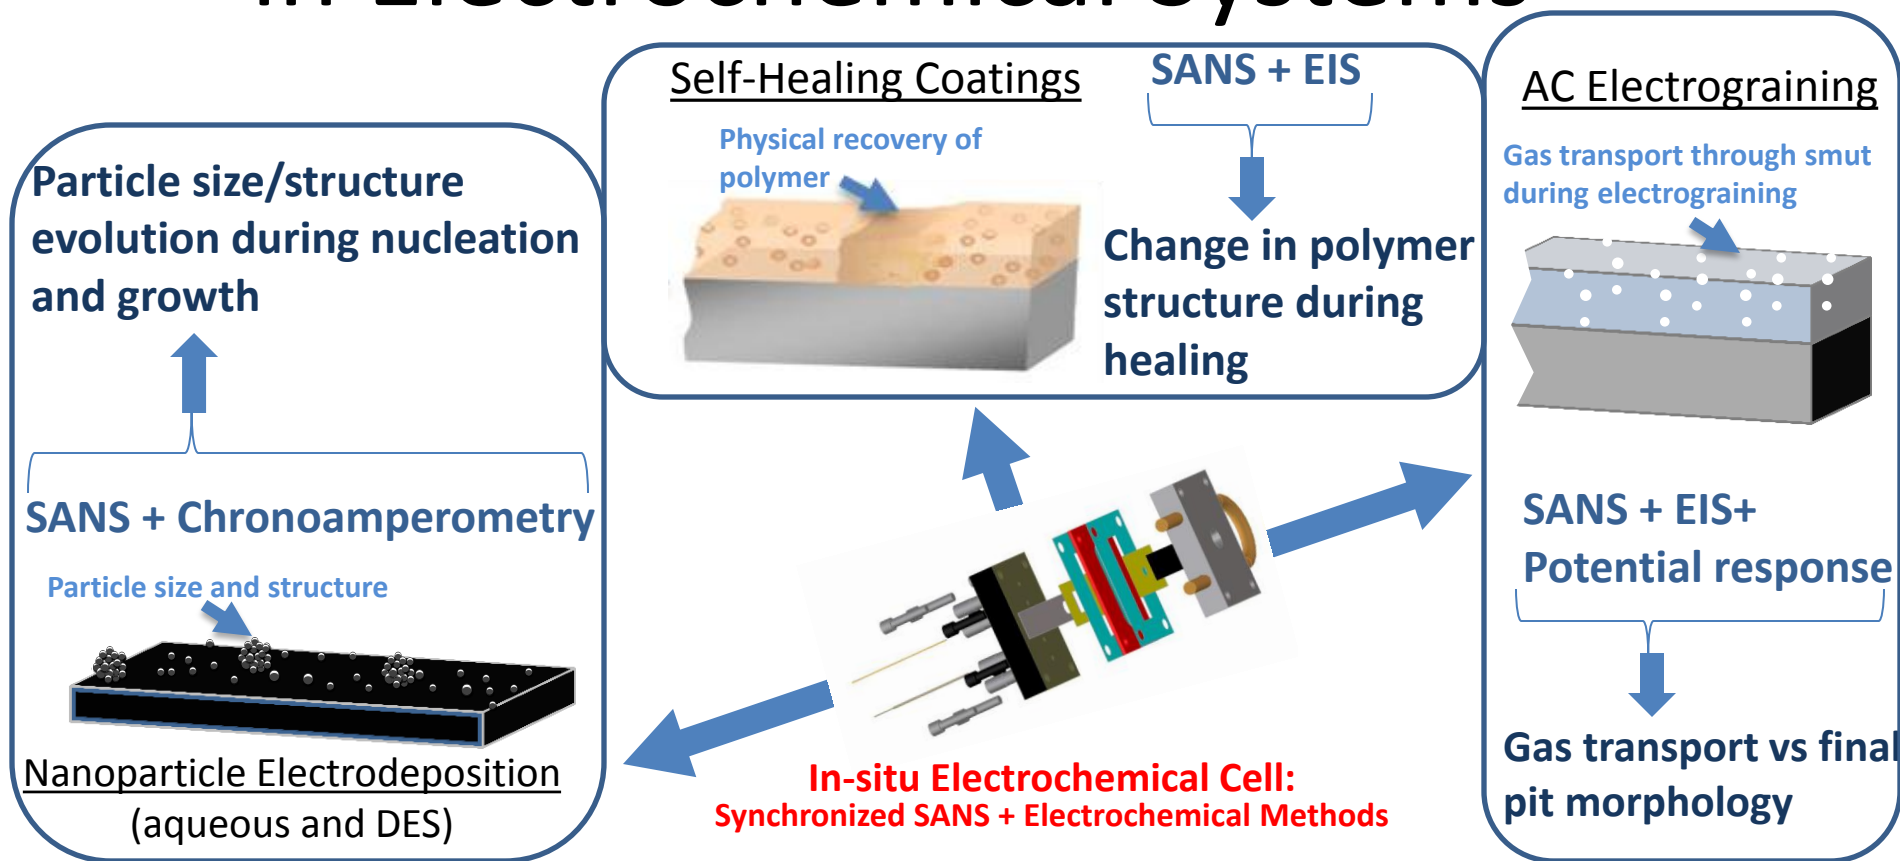 in Electrochemical Systems
Particle size/structure
evolution during nucleation
and growth
SANS + Chronoamperometry
Particle size and structure
Nanoparticle Electrodeposition
(aqueous and DES)
Self-Healing Coatings
SANS + EIS
Physical recovery of
polymer
Change in polymer
structure during
healing
In-situ Electrochemical Cell:
Synchronized SANS + Electrochemical Methods
AC Electrograining
Gas transport through smut
during electrograining
SANS + EIS+
Potential response
Gas transport vs final
pit morphology